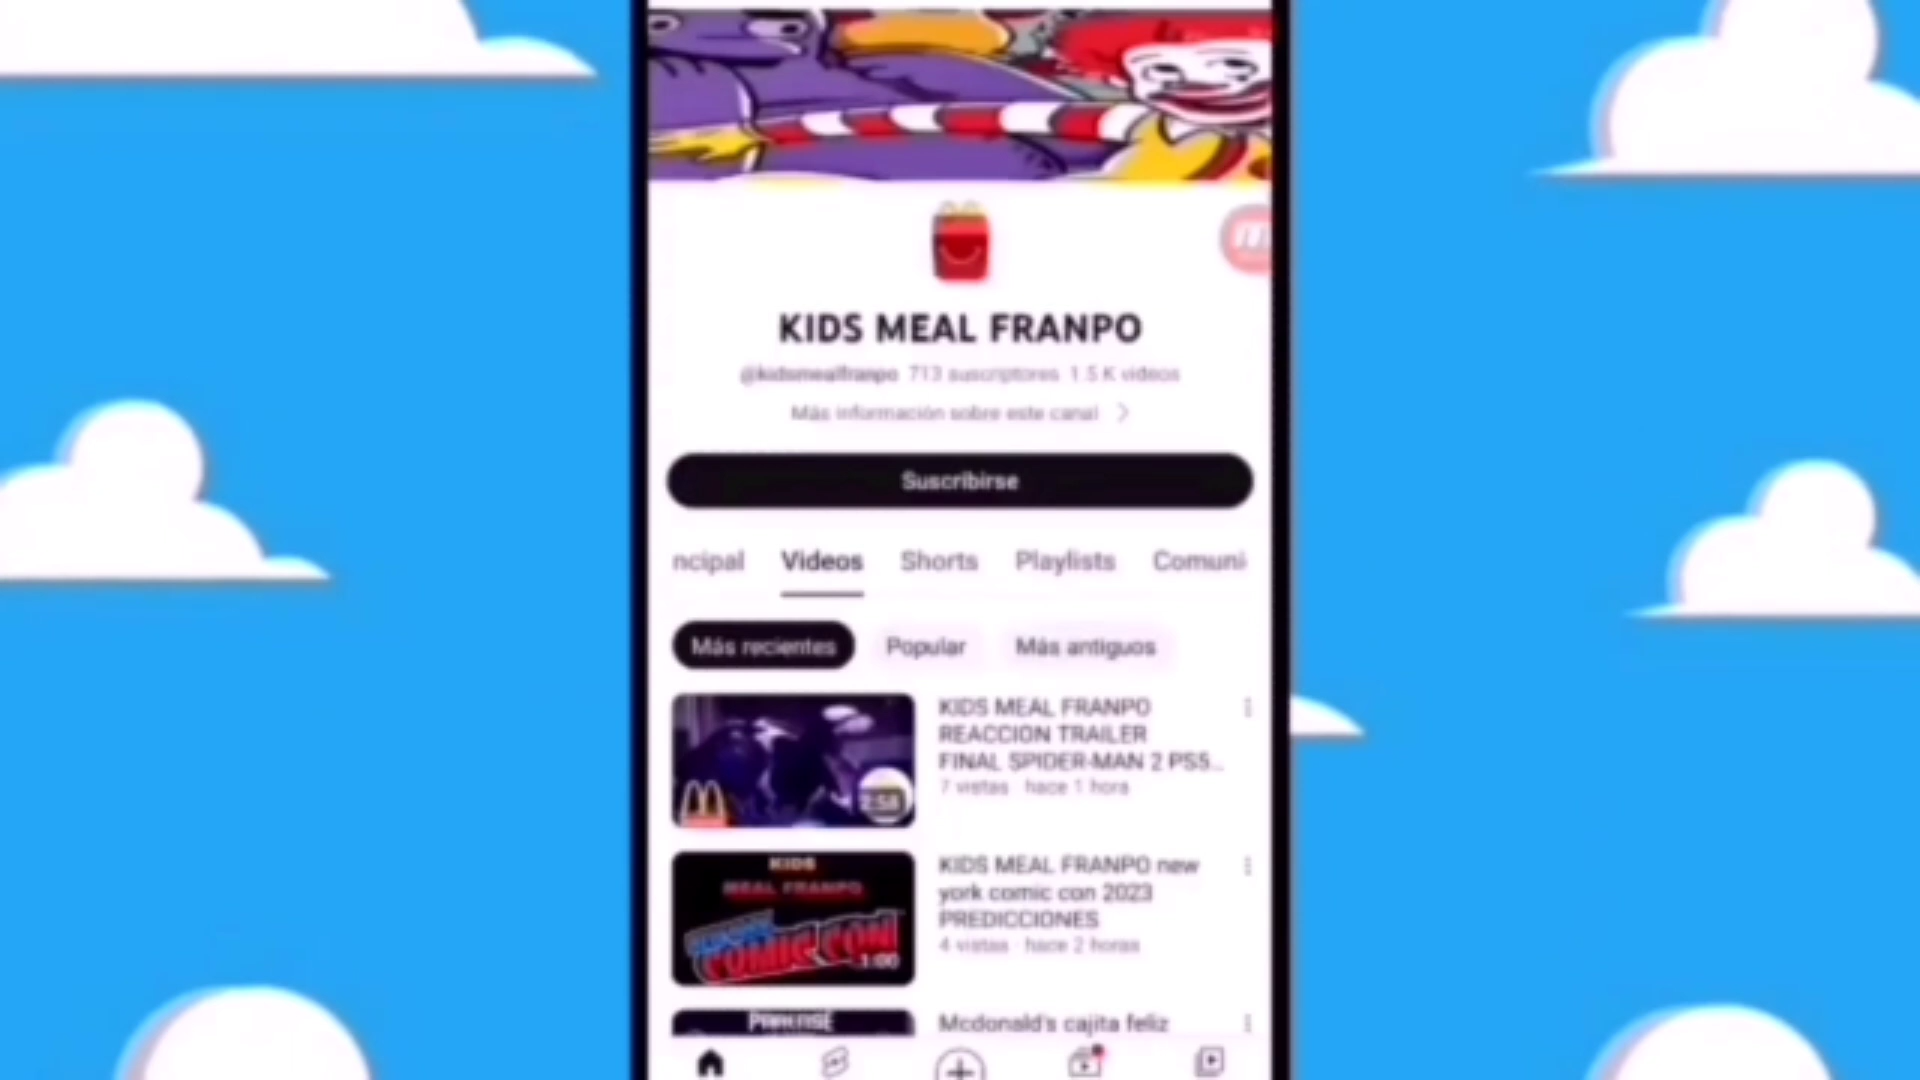 KIDS MEAL FRANPO
@kidsmealfranpo 713 suscriptores 1.5 K videos
Más información sobre este canal
Suscribirse
ncipal Videos Shorts Playlists Comuni
Más recientes Popular Más antiguos
KIDS MEAL FRANPO
REACCION TRAILER
FINAL SPIDER-MAN 2 PS5...
7 vistas · hace 1 hora
2:58
KIDS
MEAL FRANPO
COMIC CON
1:00
KIDS MEAL FRANPO new
york comic con 2023
PREDICCIONES
4 vistas · hace 2 horas
Mcdonald's cajita feliz